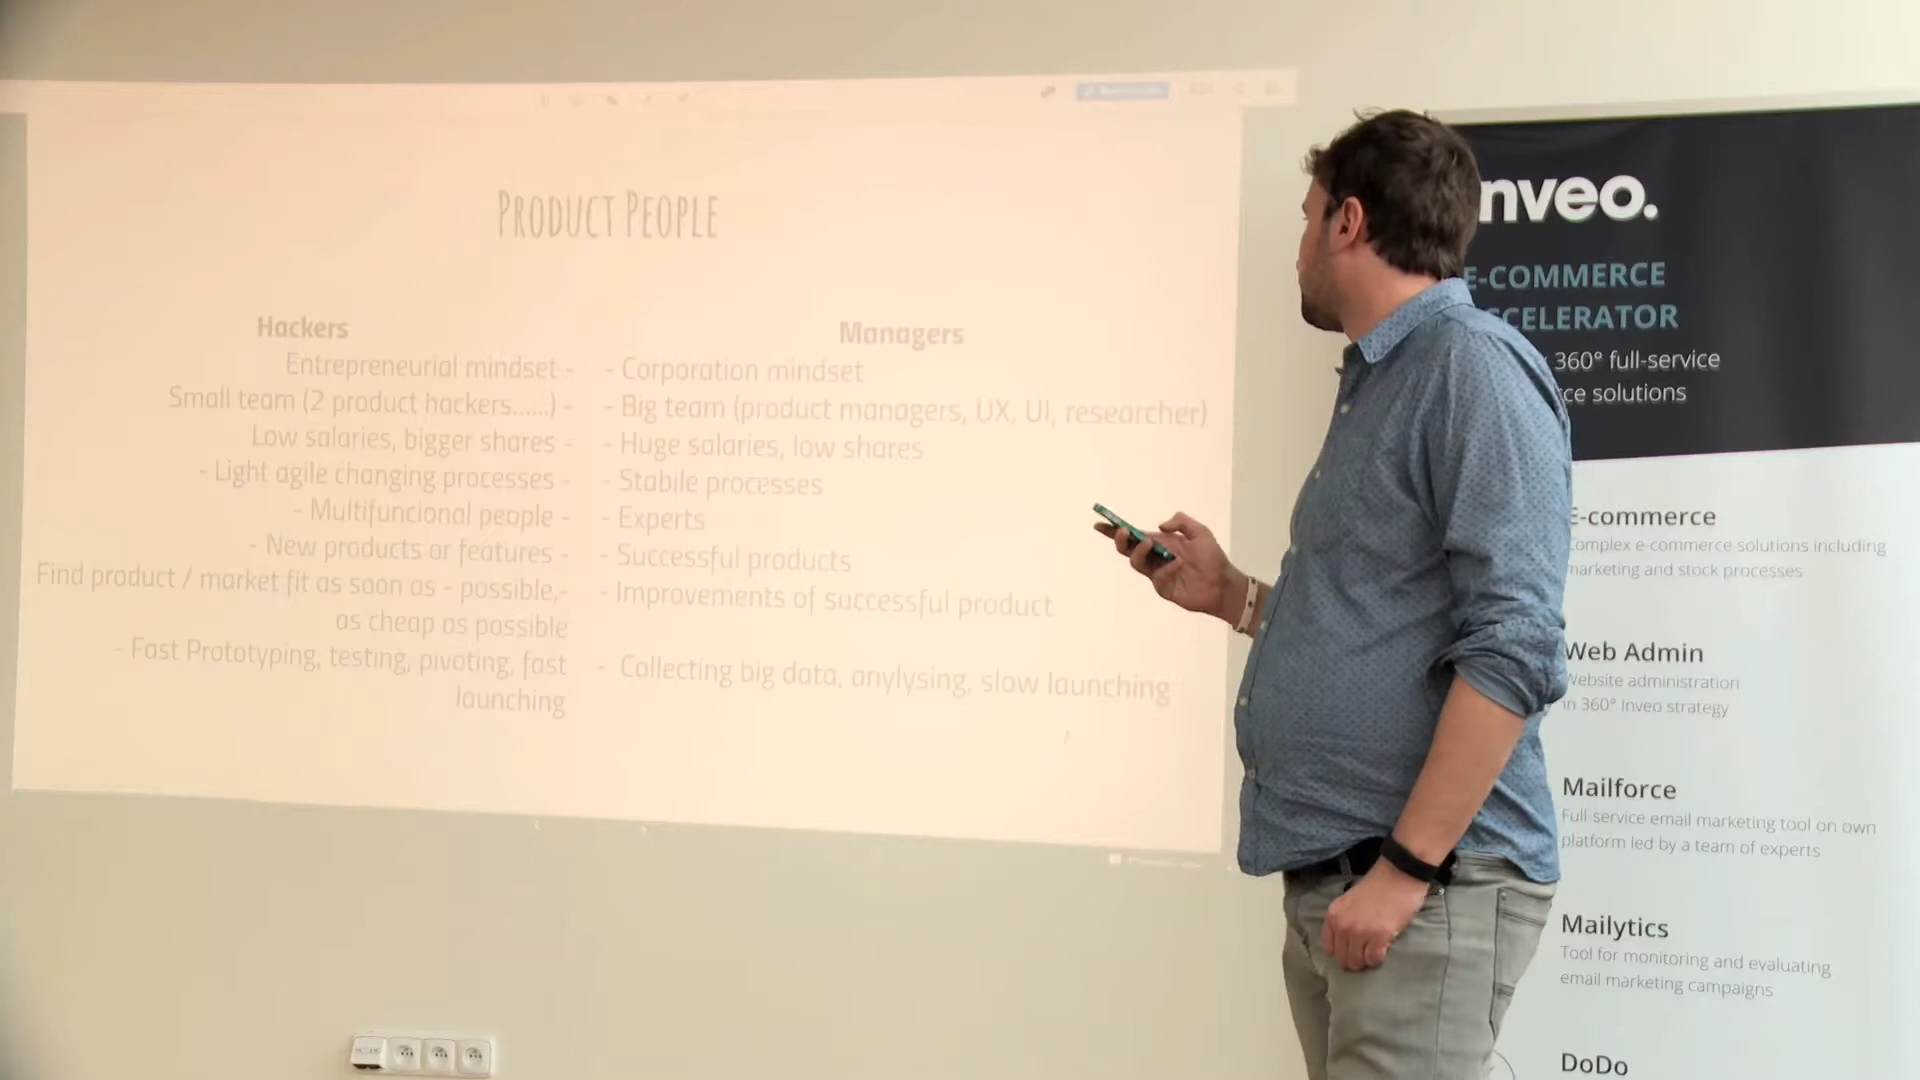 PRODUCT PEOPLE
Hackers
Entrepreneurial mindset -
Small team (2 product hackers......) -
Low salaries, bigger shares -
- Light agile changing processes -
- Multifuncional people -
- New products or features -
Find product / market fit as soon as - possible,-
as cheap as possible
- Fast Prototyping, testing, pivoting, fast
launching
Managers
- Corporation mindset
- Big team (product managers, UX, UI, researcher)
- Huge salaries, low shares
- Stabile processes
- Experts
- Successful products
- Improvements of successful product
- Collecting big data, anylysing, slow launching
nveo.
E-COMMERCE
CCELERATOR
360° full-service
ce solutions
E-commerce
Complex e-commerce solutions including
marketing and stock processes
Web Admin
Website administration
in 360° Inveo strategy
Mailforce
Full-service email marketing tool on own
platform led by a team of experts
Mailytics
Tool for monitoring and evaluating
email marketing campaigns
DoDo